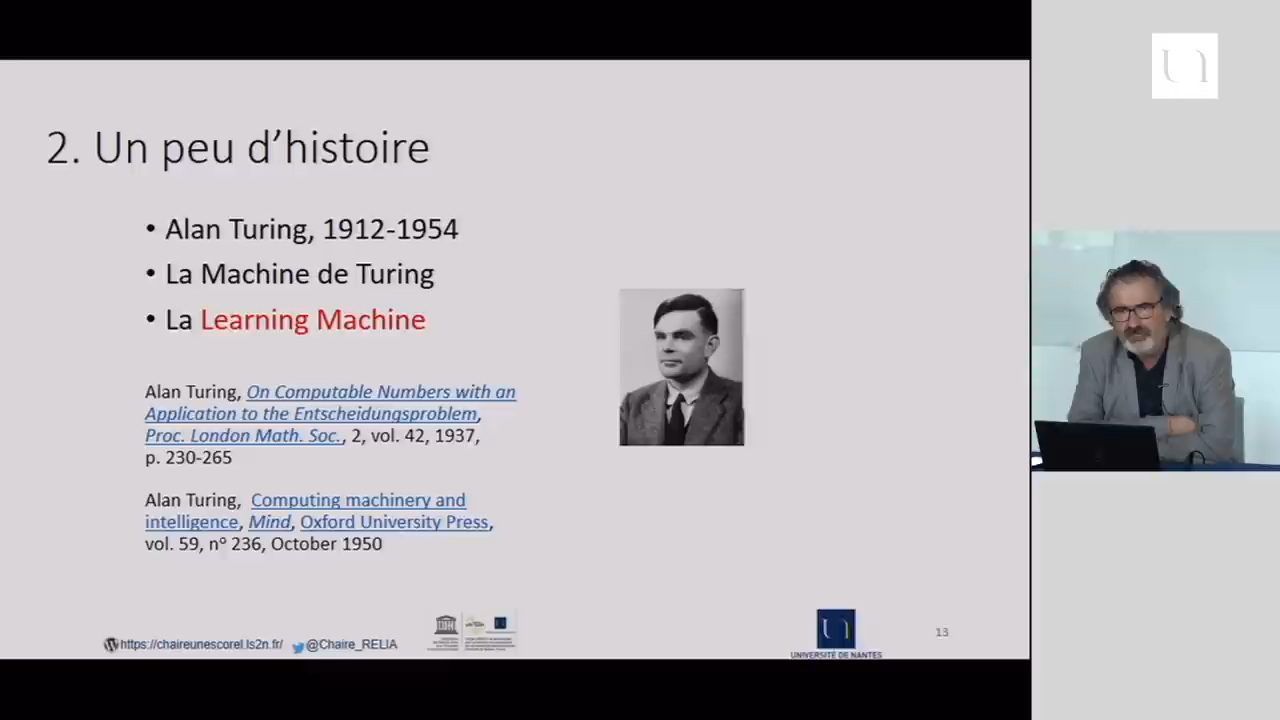 2. Un peu d'histoire
• Alan Turing, 1912-1954
• La Machine de Turing
• La Learning Machine
Alan Turing, On Computable Numbers with an
Application to the Entscheidungsproblem,
Proc. London Math. Soc., 2, vol. 42, 1937,
p. 230-265
Alan Turing, Computing machinery and
intelligence, Mind, Oxford University Press,
vol. 59, nº 236, October 1950
https://chaireunescorel.ls2n.fr/ @Chaire_RELIA
UNIVERSITÉ DE NANTES
13